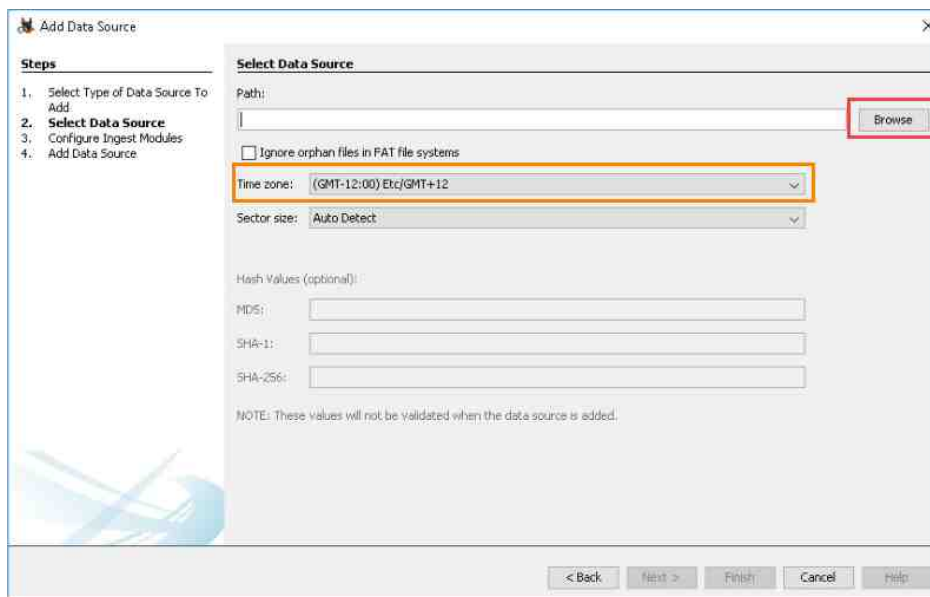 Add Data Source
Steps
1. Select Type of Data Source To
Add
2. Select Data Source
3. Configure Ingest Modules
4. Add Data Source
Select Data Source
Path:
Browse
Ignore orphan files in FAT file systems
Time zone: (GMT-12:00) Etc/GMT+12
Sector size: Auto Detect
Hash Values (optional):
MD5:
SHA-1:
SHA-256:
NOTE: These values will not be validated when the data source is added.
< Back Next > Finish Cancel Help